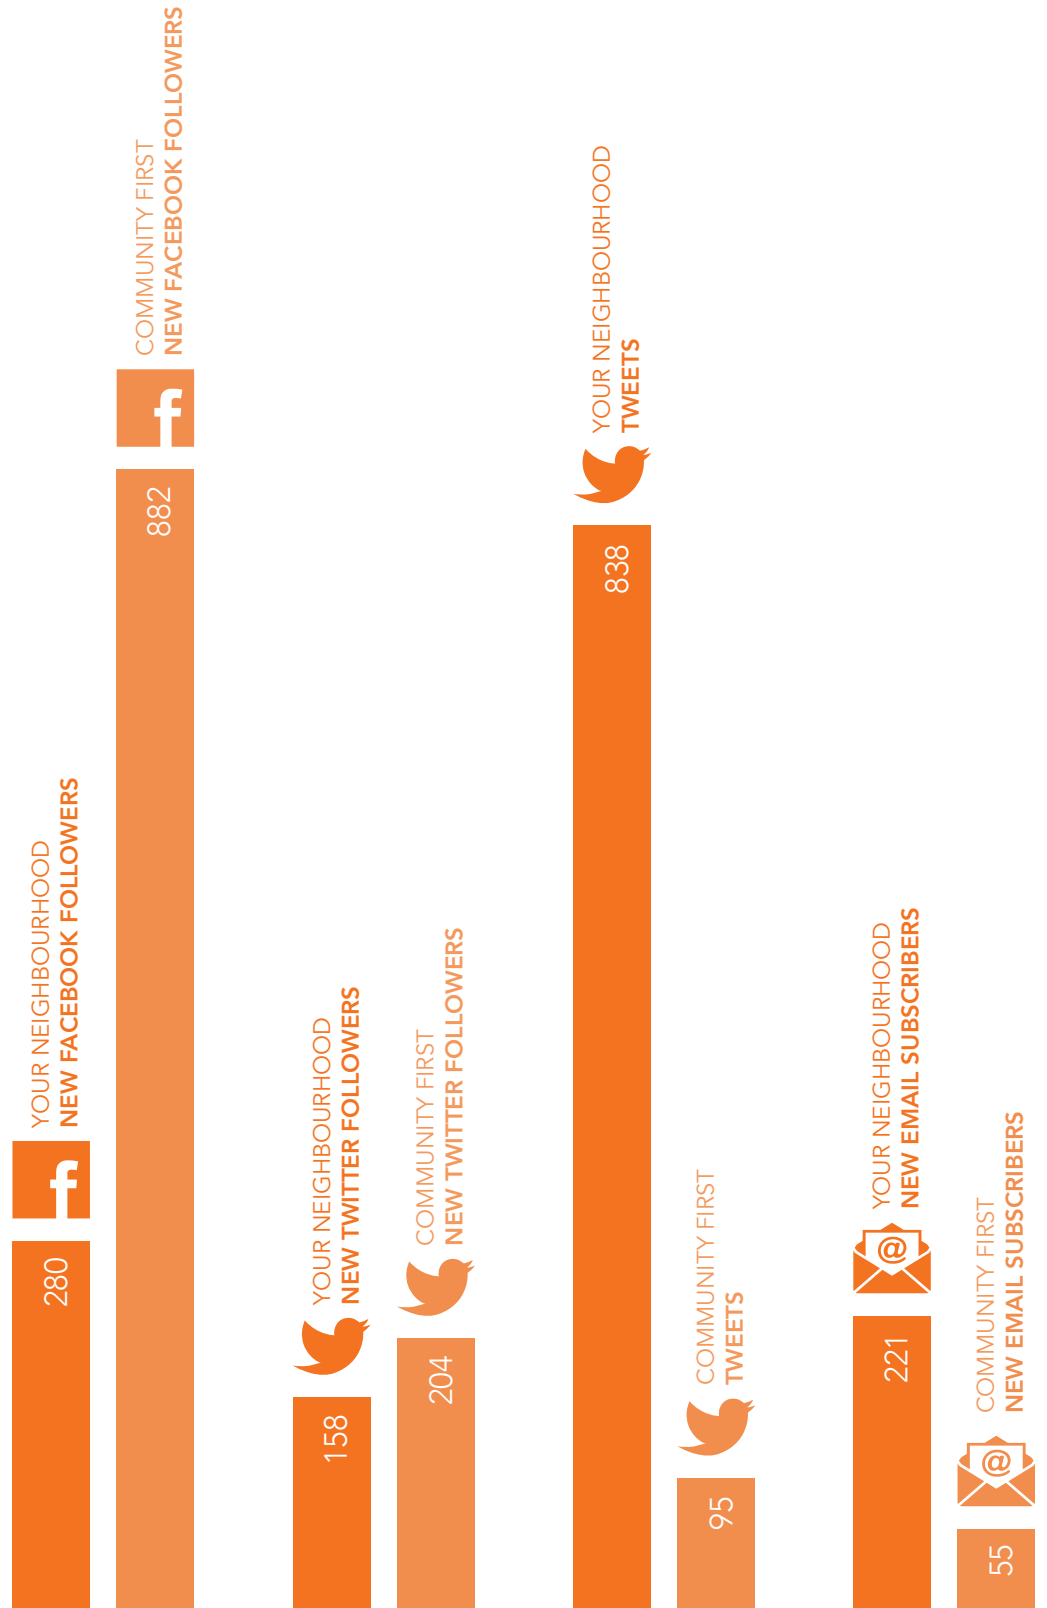 YOUR NEIGHBOURHOOD
NEW FACEBOOK FOLLOWERS
280
COMMUNITY FIRST
NEW FACEBOOK FOLLOWERS
882
YOUR NEIGHBOURHOOD
NEW TWITTER FOLLOWERS
158
COMMUNITY FIRST
NEW TWITTER FOLLOWERS
204
YOUR NEIGHBOURHOOD
TWEETS
838
COMMUNITY FIRST
TWEETS
95
YOUR NEIGHBOURHOOD
NEW EMAIL SUBSCRIBERS
@
221
COMMUNITY FIRST
NEW EMAIL SUBSCRIBERS
@
55